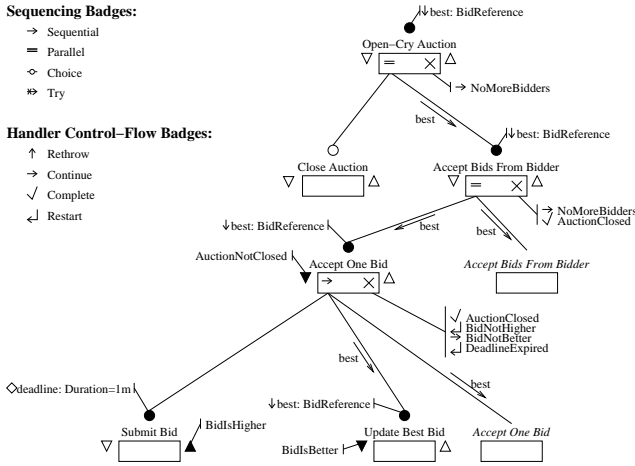 Sequencing Badges:
→ Sequential
= Parallel
Choice
Try
Handler Control–Flow Badges:
↑ Rethrow
→ Continue
√ Complete
↵ Restart
best: BidReference
Open–Cry Auction
NoMoreBidders
best
best: BidReference
Close Auction
Accept Bids From Bidder
NoMoreBidders
AuctionClosed
best: BidReference
best
best
AuctionNotClosed
Accept One Bid
Accept Bids From Bidder
AuctionClosed
BidNotHigher
BidNotBetter
DeadlineExpired
best
best
deadline: Duration=1m
best: BidReference
BidIsHigher
Submit Bid
Update Best Bid
Accept One Bid
BidIsBetter